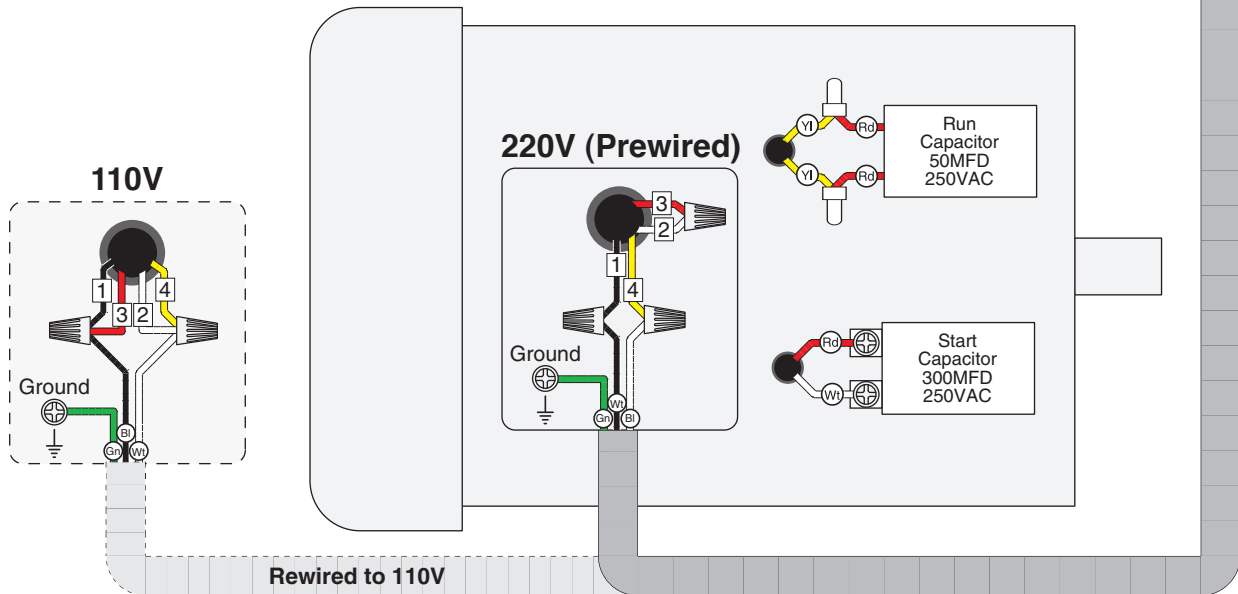 110V
1
3
2
4
Ground
Gn
Bl
Wt
Rewired to 110V
220V (Prewired)
3
2
1
4
Ground
Gn
Wt
Bl
Yl
Rd
Yl
Rd
Run
Capacitor
50MFD
250VAC
Rd
Wt
Start
Capacitor
300MFD
250VAC